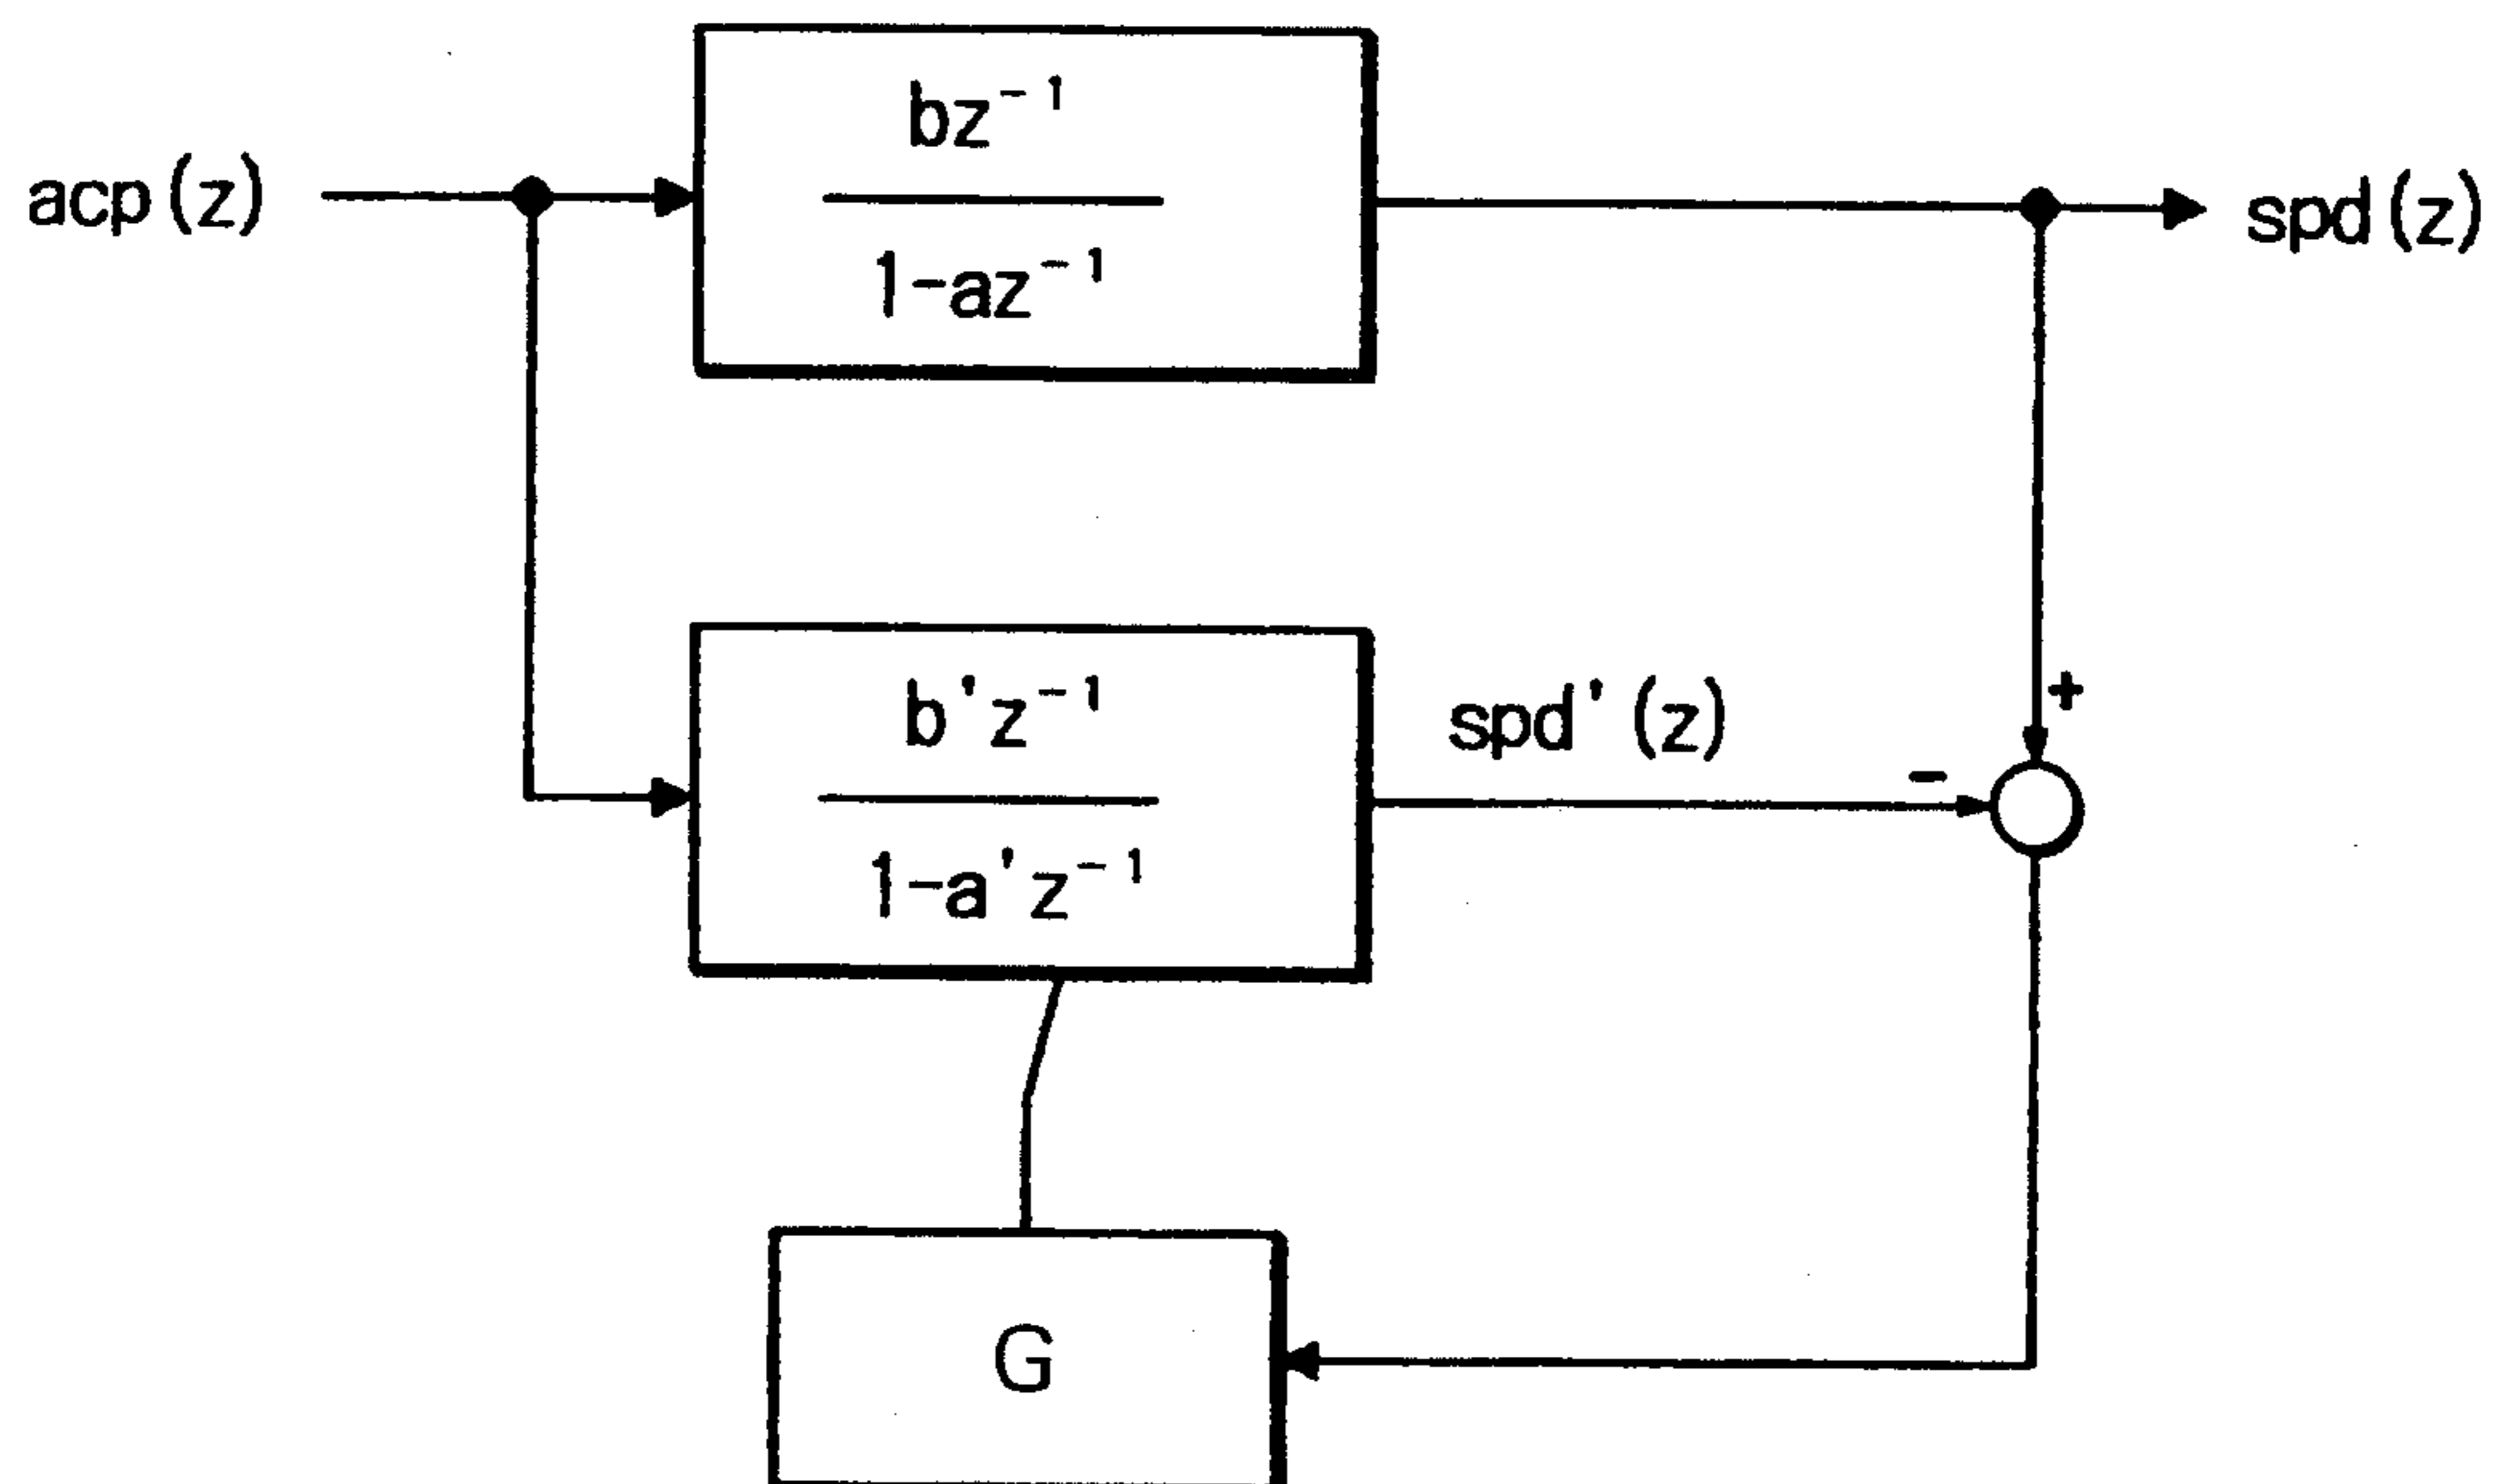 bz⁻¹
acp(z)
spd(z)
1-az⁻¹
b'z⁻¹
spd'(z)
+
-
1-a'z⁻¹
G